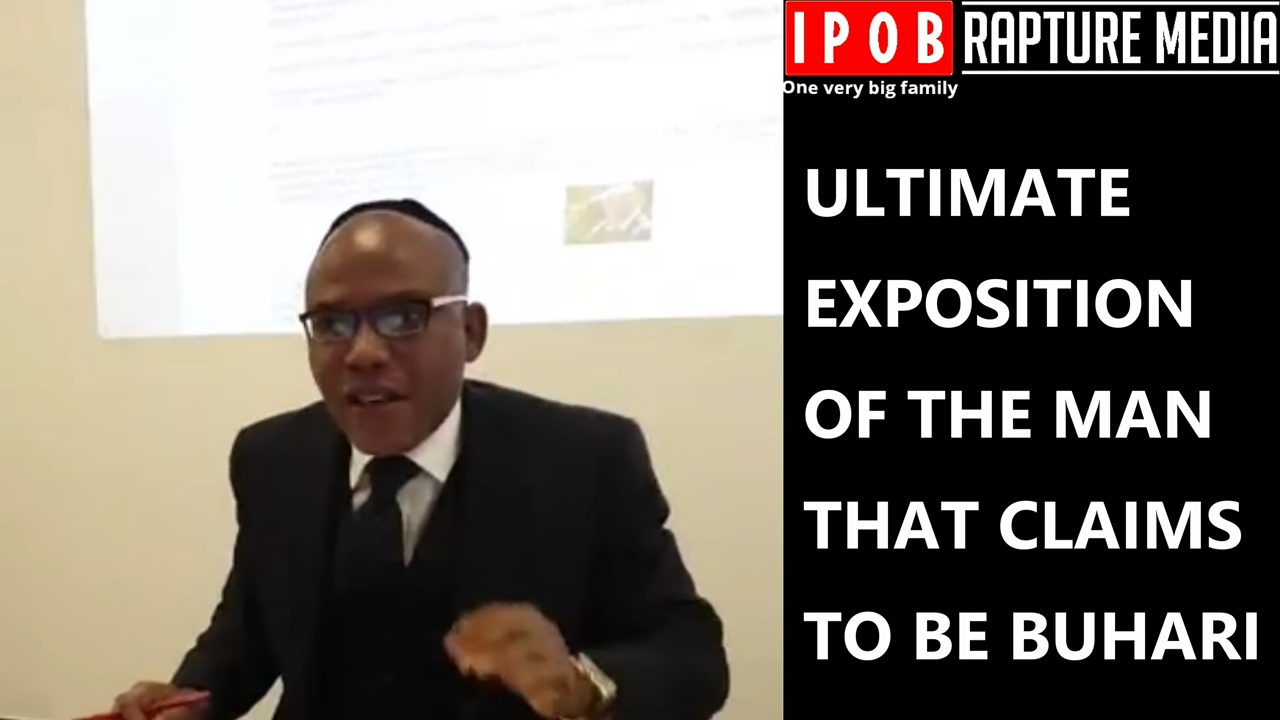 IPOB RAPTURE MEDIA
One very big family
ULTIMATE
EXPOSITION
OF THE MAN
THAT CLAIMS
TO BE BUHARI